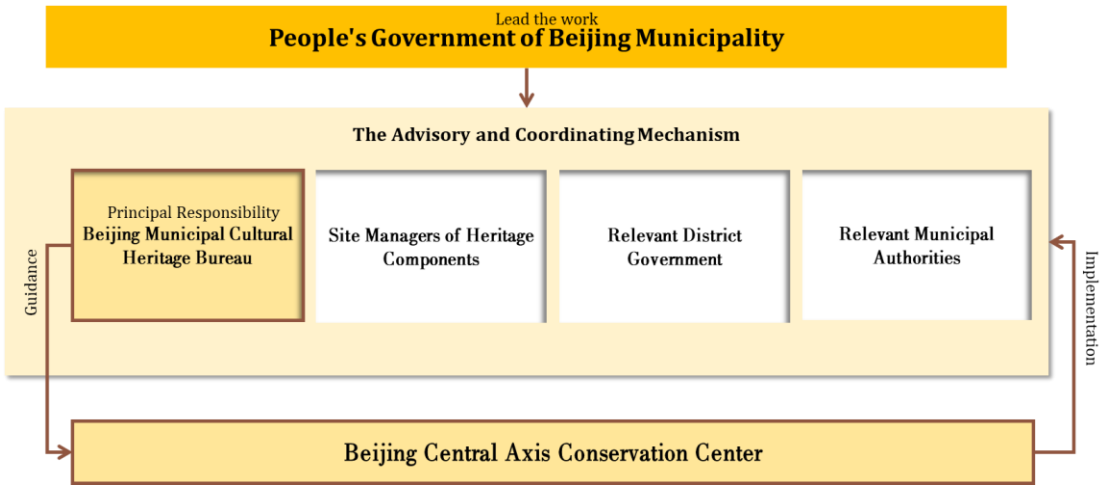 Lead the work
People's Government of Beijing Municipality
The Advisory and Coordinating Mechanism
Principal Responsibility
Beijing Municipal Cultural
Heritage Bureau
Site Managers of Heritage
Components
Relevant District
Government
Relevant Municipal
Authorities
Guidance
Implementation
Beijing Central Axis Conservation Center